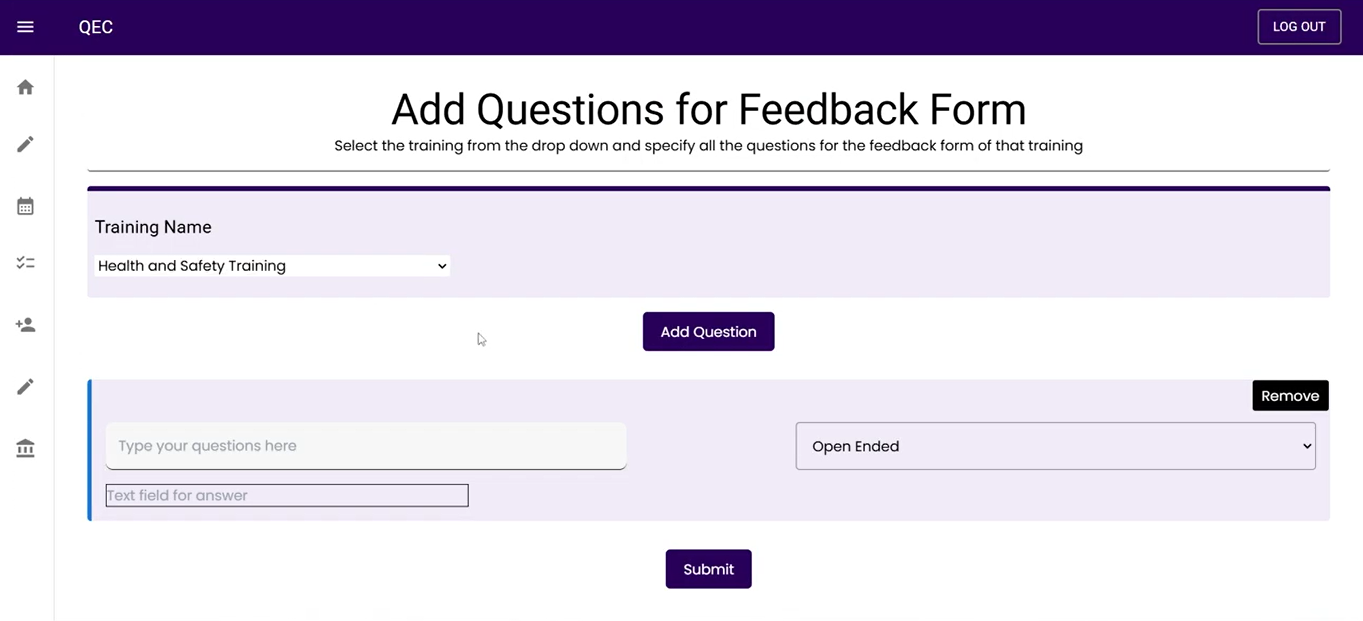 QEC
LOG OUT
Add Questions for Feedback Form
Select the training from the drop down and specify all the questions for the feedback form of that training
Training Name
Health and Safety Training
Add Question
Remove
Type your questions here
Open Ended
Text field for answer
Submit